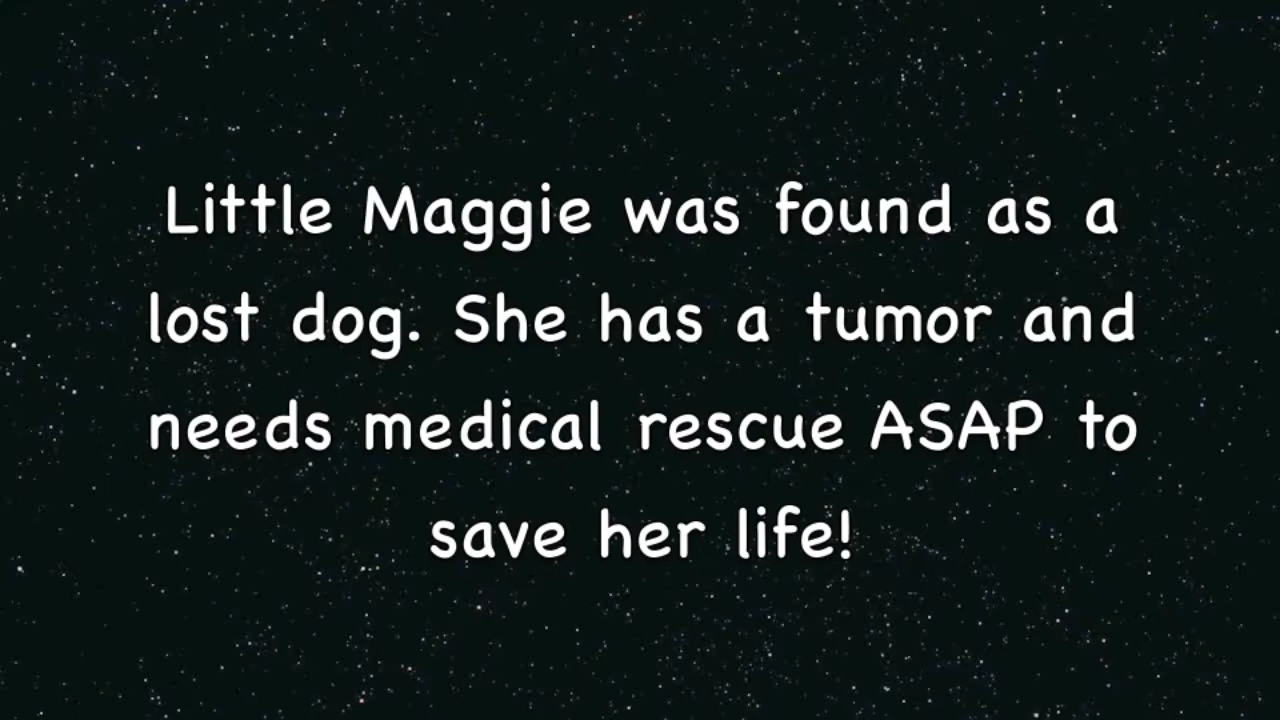 Little Maggie was found as a
lost dog. She has a tumor and
needs medical rescue ASAP to
save her life!